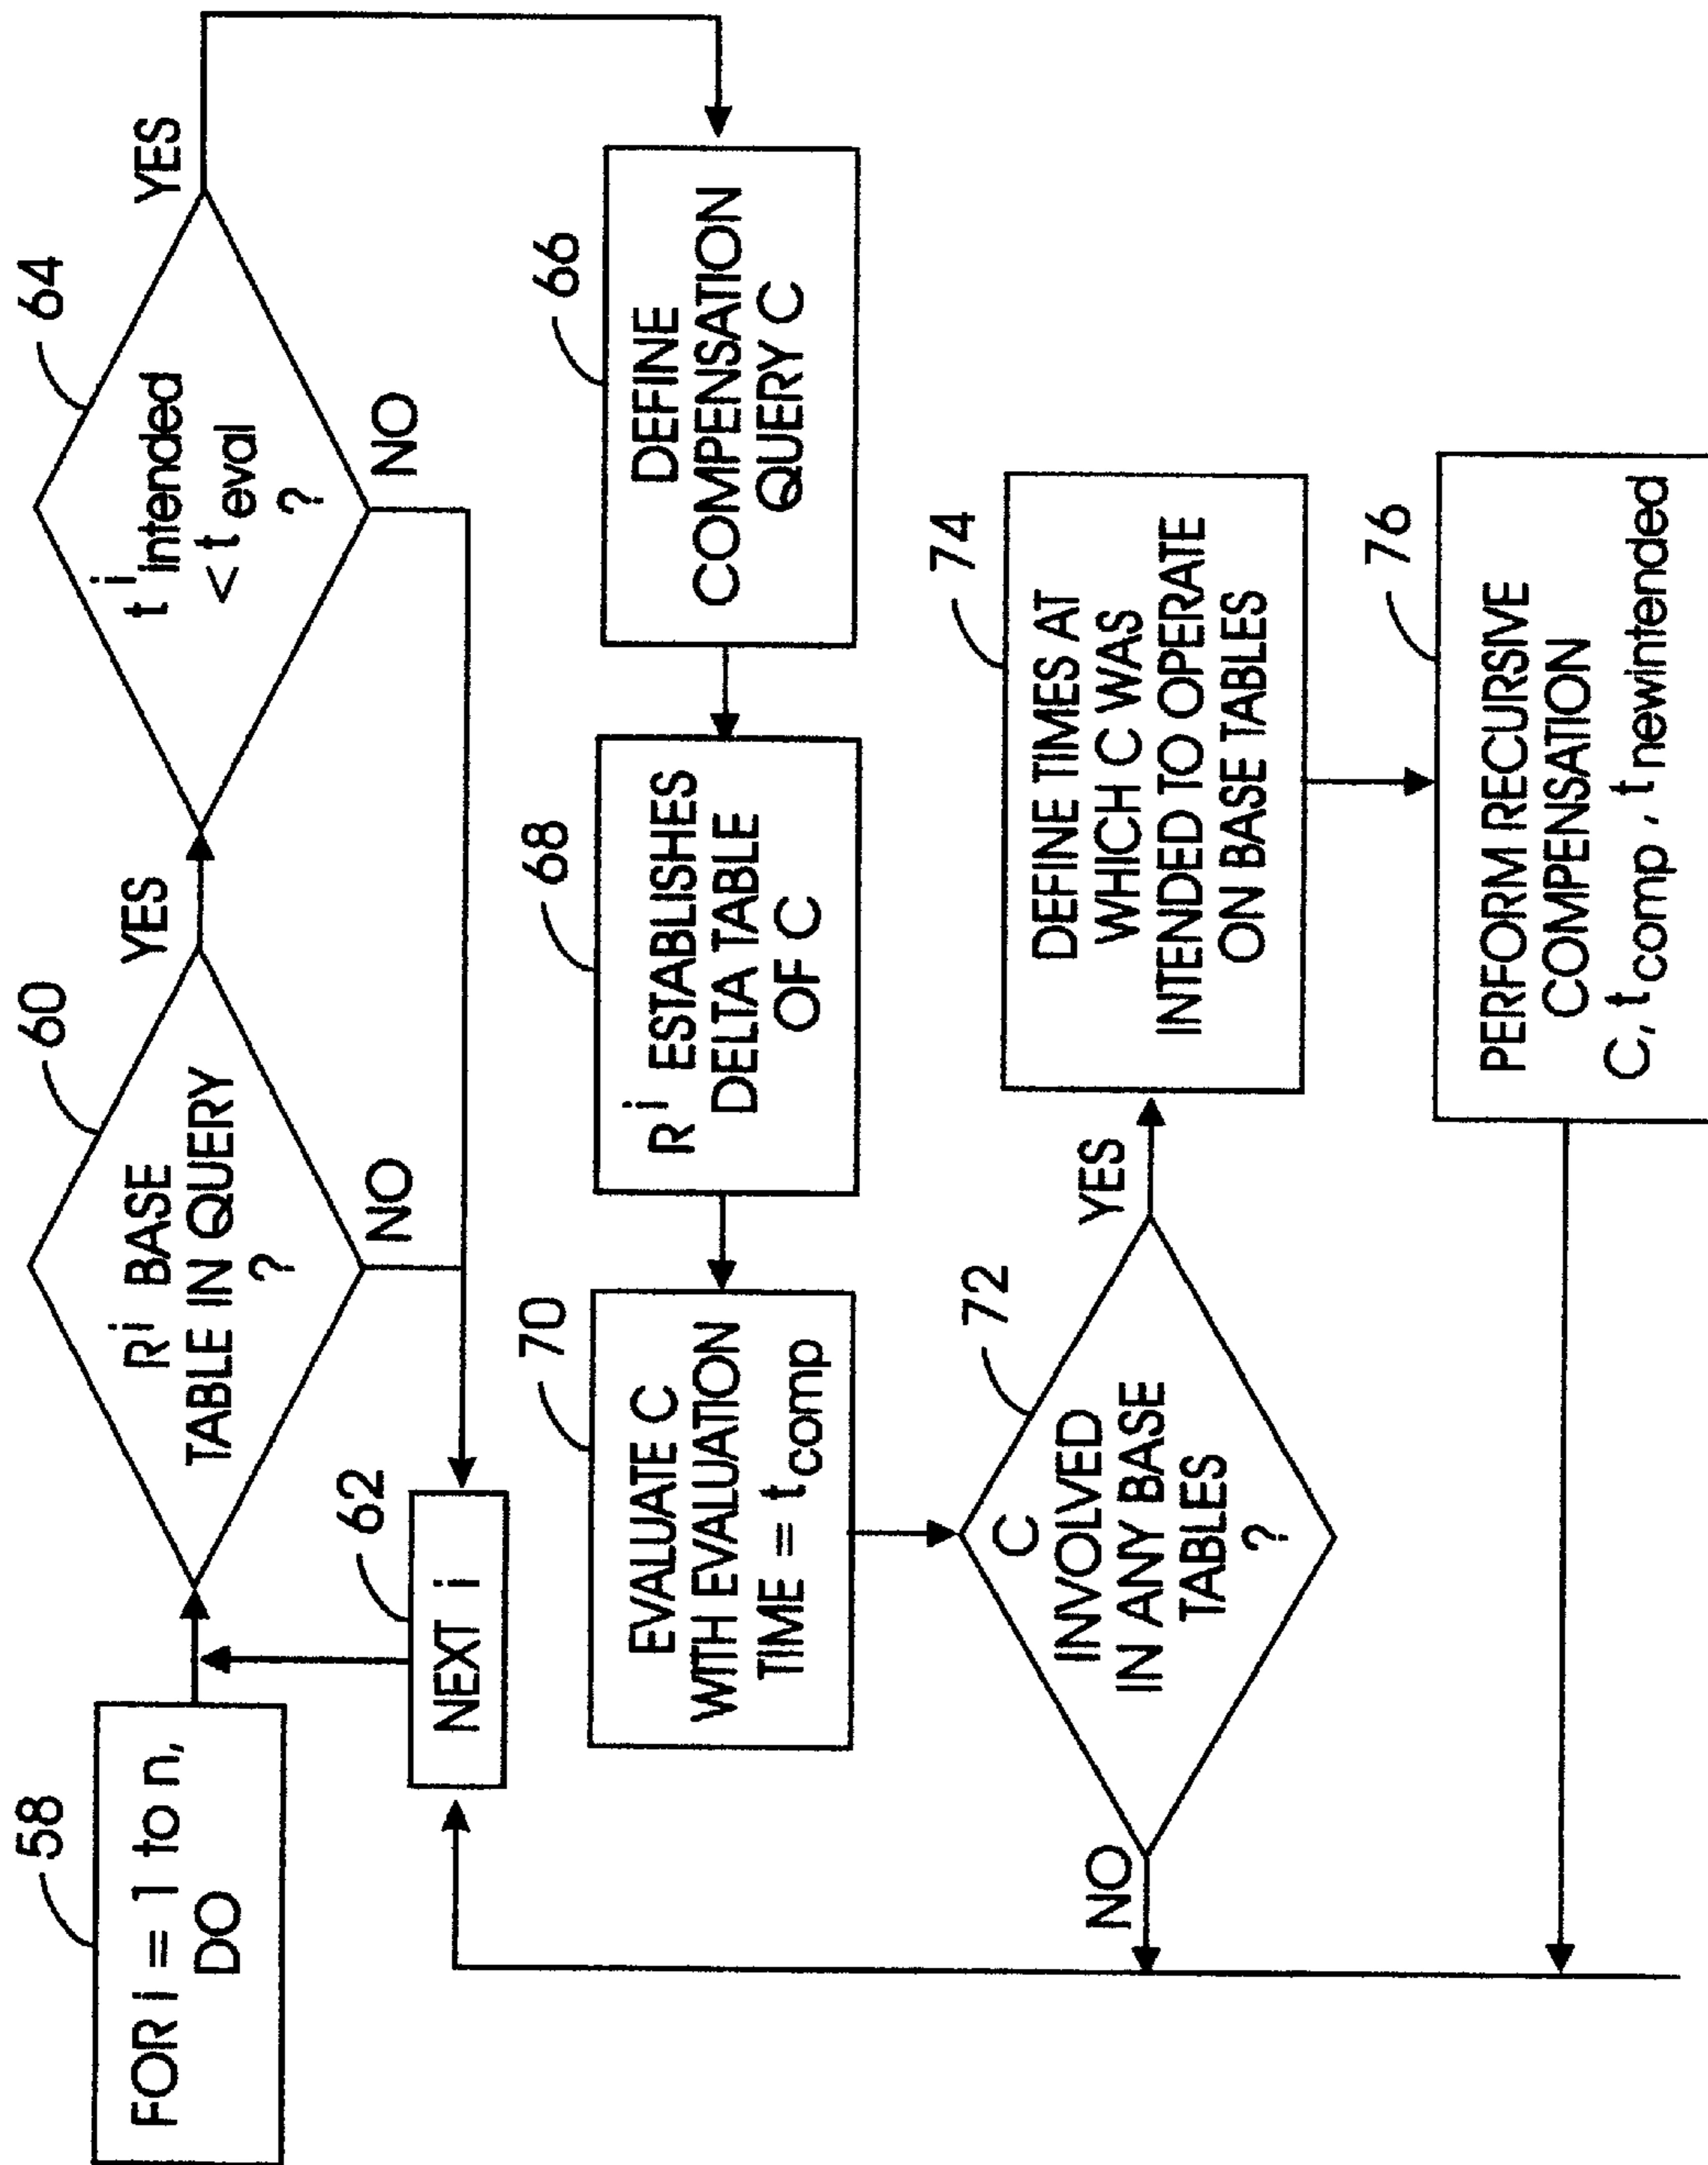 58
FOR i = 1 to n,
DO
60
R^i BASE
TABLE IN QUERY
?
YES
NO
62
NEXT i
64
t^i intended
< t eval
?
YES
NO
66
DEFINE
COMPENSATION
QUERY C
68
R^i ESTABLISHES
DELTA TABLE
OF C
70
EVALUATE C
WITH EVALUATION
TIME = t comp
72
C
INVOLVED
IN ANY BASE
TABLES
?
YES
NO
74
DEFINE TIMES AT
WHICH C WAS
INTENDED TO OPERATE
ON BASE TABLES
76
PERFORM RECURSIVE
COMPENSATION
C, t comp , t newintended